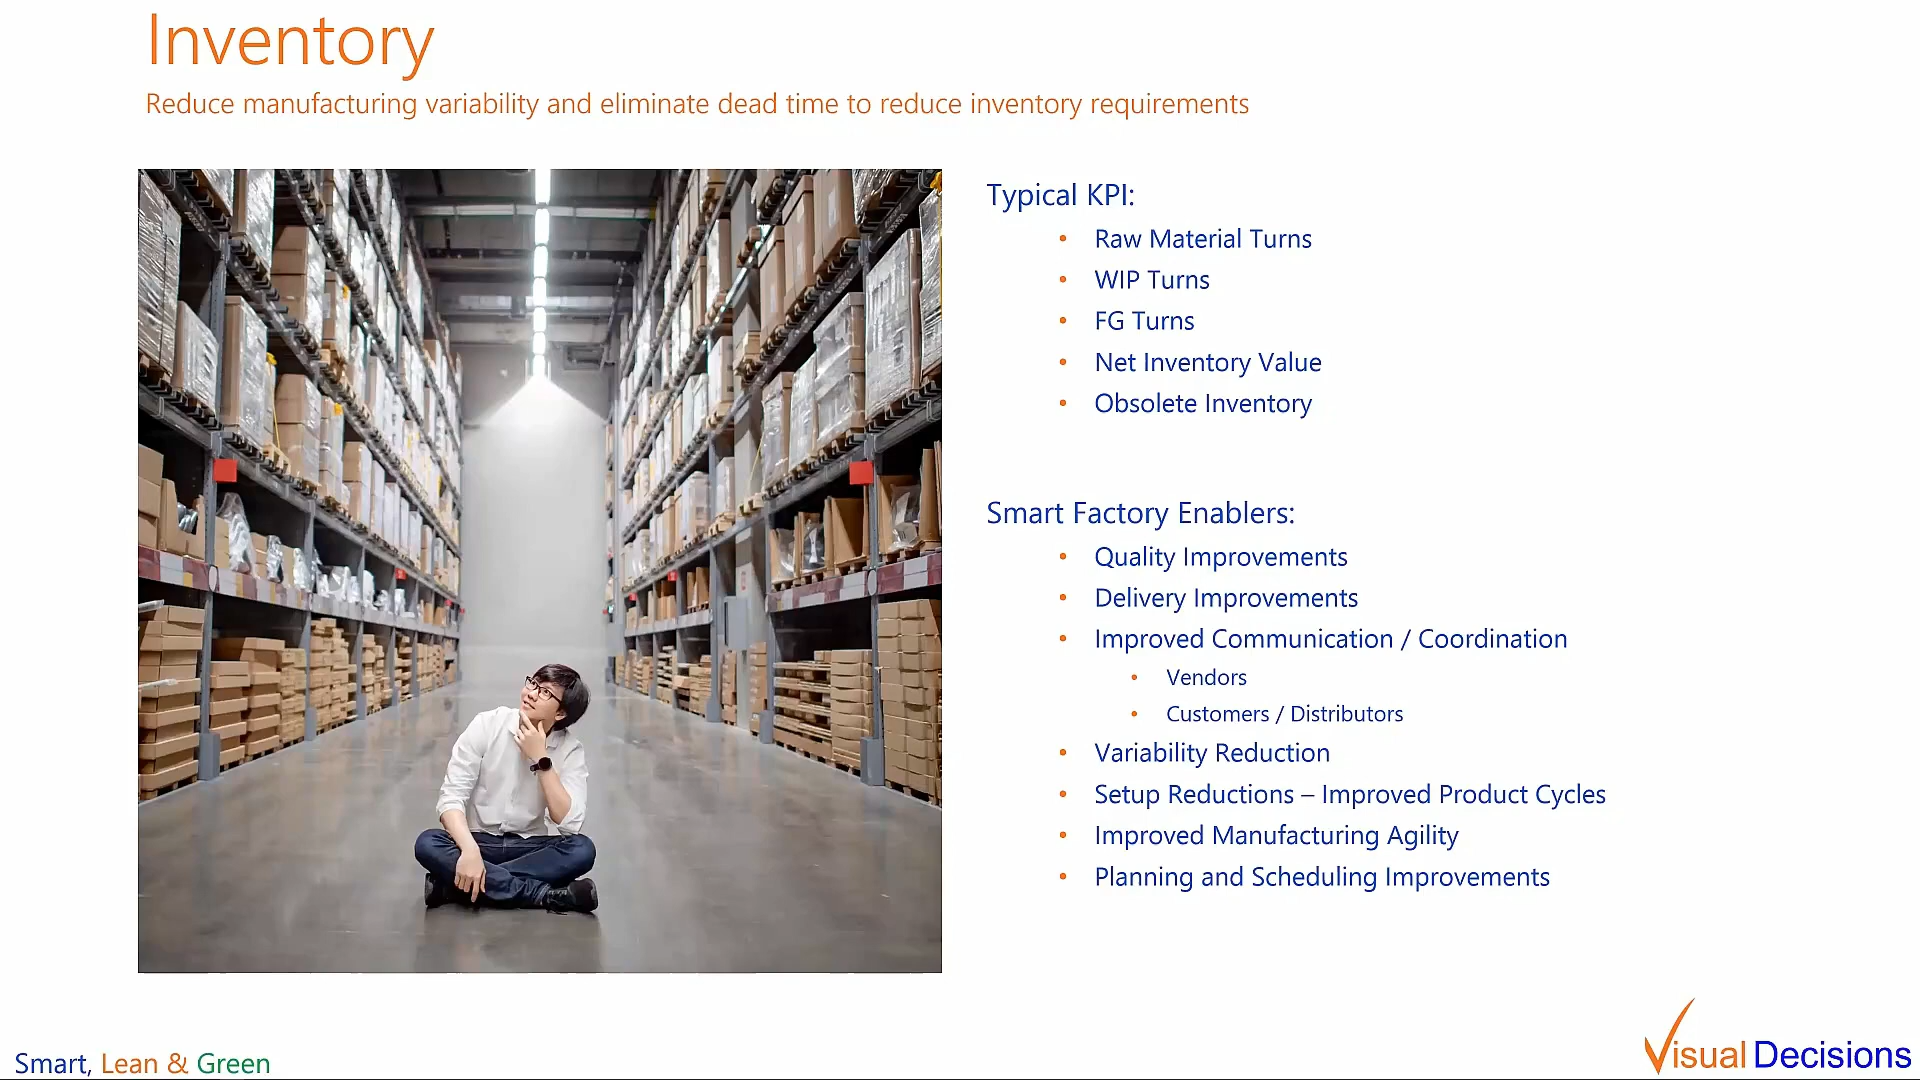 Inventory
Reduce manufacturing variability and eliminate dead time to reduce inventory requirements
Typical KPI:
• Raw Material Turns
• WIP Turns
• FG Turns
• Net Inventory Value
• Obsolete Inventory
Smart Factory Enablers:
• Quality Improvements
• Delivery Improvements
• Improved Communication / Coordination
• Vendors
• Customers / Distributors
• Variability Reduction
• Setup Reductions – Improved Product Cycles
• Improved Manufacturing Agility
• Planning and Scheduling Improvements
Smart, Lean & Green
Visual Decisions